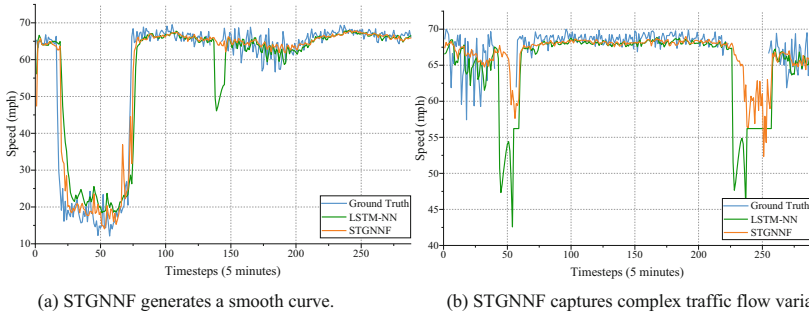 70
60
50
40
30
20
10
0
50
100
150
200
250
Speed (mph)
Timesteps (5 minutes)
Ground Truth
LSTM-NN
STGNNF
(a) STGNNF generates a smooth curve.
70
65
60
55
50
45
40
0
50
100
150
200
250
Speed (mph)
Timesteps (5 minutes)
Ground Truth
LSTM-NN
STGNNF
(b) STGNNF captures complex traffic flow varia